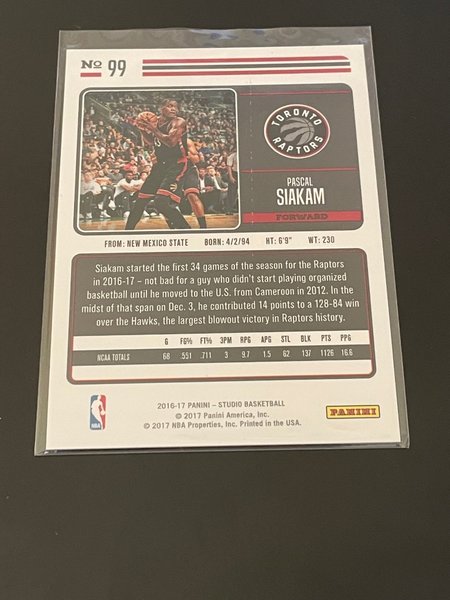 No 99
TORONTO
RAPTORS
PASCAL
SIAKAM
FORWARD
FROM: NEW MEXICO STATE BORN: 4/2/94 HT: 6'9" WT: 230
Siakam started the first 34 games of the season for the Raptors
in 2016-17 – not bad for a guy who didn't start playing organized
basketball until he moved to the U.S. from Cameroon in 2012. In the
midst of that span on Dec. 3, he contributed 14 points to a 128-84 win
over the Hawks, the largest blowout victory in Raptors history.
G FG% FT% 3PM RPG APG STL BLK PTS PPG
NCAA TOTALS 68 .551 .711 3 9.7 1.5 62 137 1126 16.6
2016-17 PANINI – STUDIO BASKETBALL
© 2017 Panini America, Inc.
© 2017 NBA Properties, Inc. Printed in the USA.
NBA
PANINI